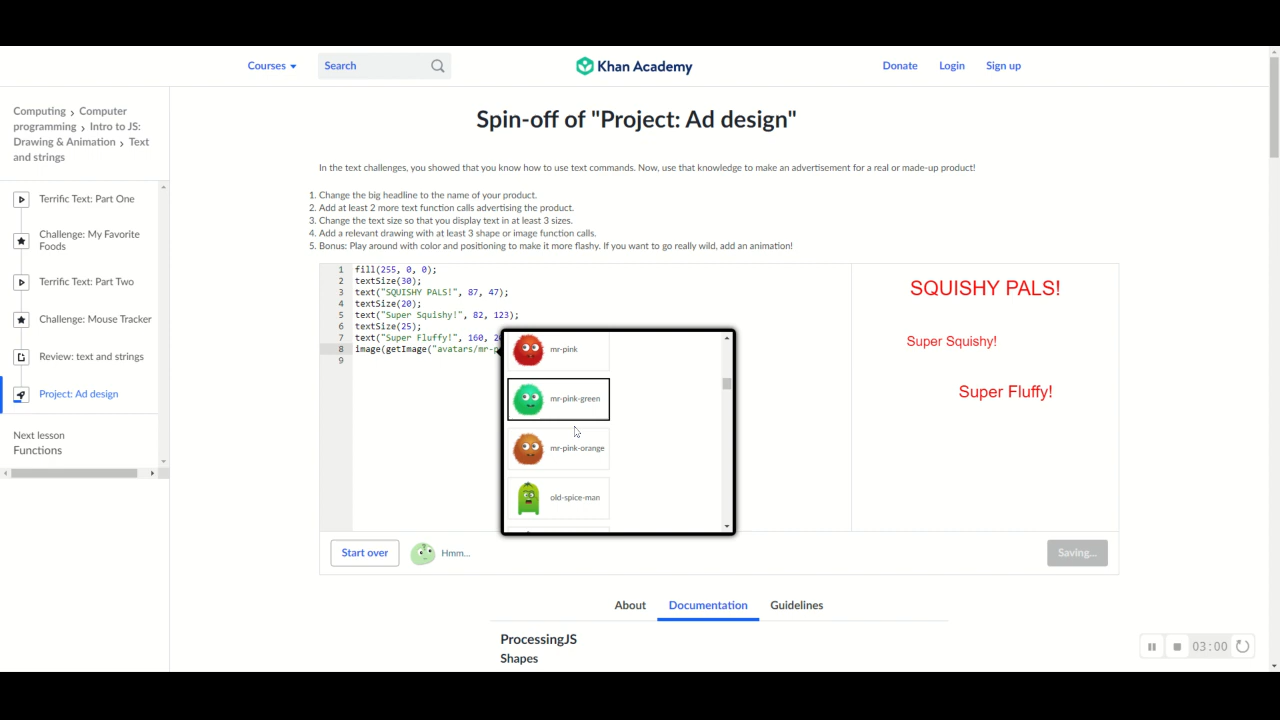 Courses
Search
Khan Academy
Donate
Login
Sign up
Computing › Computer
programming › Intro to JS:
Drawing & Animation › Text
and strings
Terrific Text: Part One
Challenge: My Favorite
Foods
Terrific Text: Part Two
Challenge: Mouse Tracker
Review: text and strings
Project: Ad design
Next lesson
Functions
Spin-off of "Project: Ad design"
In the text challenges, you showed that you know how to use text commands. Now, use that knowledge to make an advertisement for a real or made-up product!
1. Change the big headline to the name of your product.
2. Add at least 2 more text function calls advertising the product.
3. Change the text size so that you display text in at least 3 sizes.
4. Add a relevant drawing with at least 3 shape or image function calls.
5. Bonus: Play around with color and positioning to make it more flashy. If you want to go really wild, add an animation!
1 fill(255, 0, 0);
2 textSize(30);
3 text("SQUISHY PALS!", 87, 47);
4 textSize(20);
5 text("Super Squishy!", 82, 123);
6 textSize(25);
7 text("Super Fluffy!", 160,
8 image(getImage("avatars/mr-p
9
mr-pink
mr-pink-green
mr-pink-orange
old-spice-man
SQUISHY PALS!
Super Squishy!
Super Fluffy!
Start over
Hmm...
Saving...
About
Documentation
Guidelines
ProcessingJS
Shapes
03:00